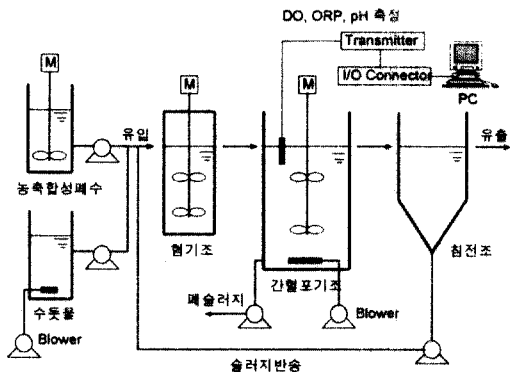 DO, ORP, pH 측정
Transmitter
I/O Connector
PC
M
M
M
유입
유출
농축합성폐수
혐기조
간헐포기조
침전조
수돗물
폐슬러지
Blower
Blower
슬러지반송